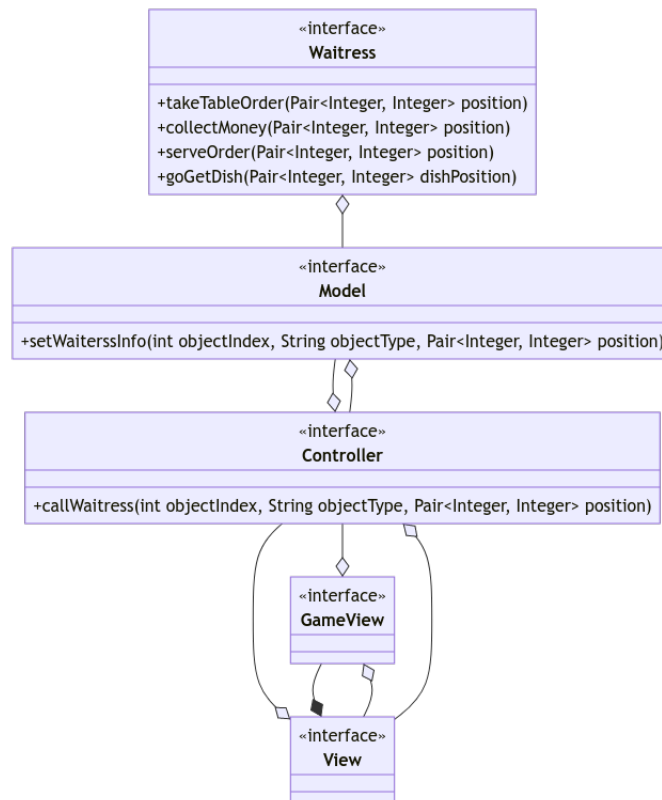 «interface»
Waitress
+takeTableOrder(Pair<Integer, Integer> position)
+collectMoney(Pair<Integer, Integer> position)
+serveOrder(Pair<Integer, Integer> position)
+goGetDish(Pair<Integer, Integer> dishPosition)
«interface»
Model
+setWaiterssInfo(int objectIndex, String objectType, Pair<Integer, Integer> position)
«interface»
Controller
+callWaitress(int objectIndex, String objectType, Pair<Integer, Integer> position)
«interface»
GameView
«interface»
View